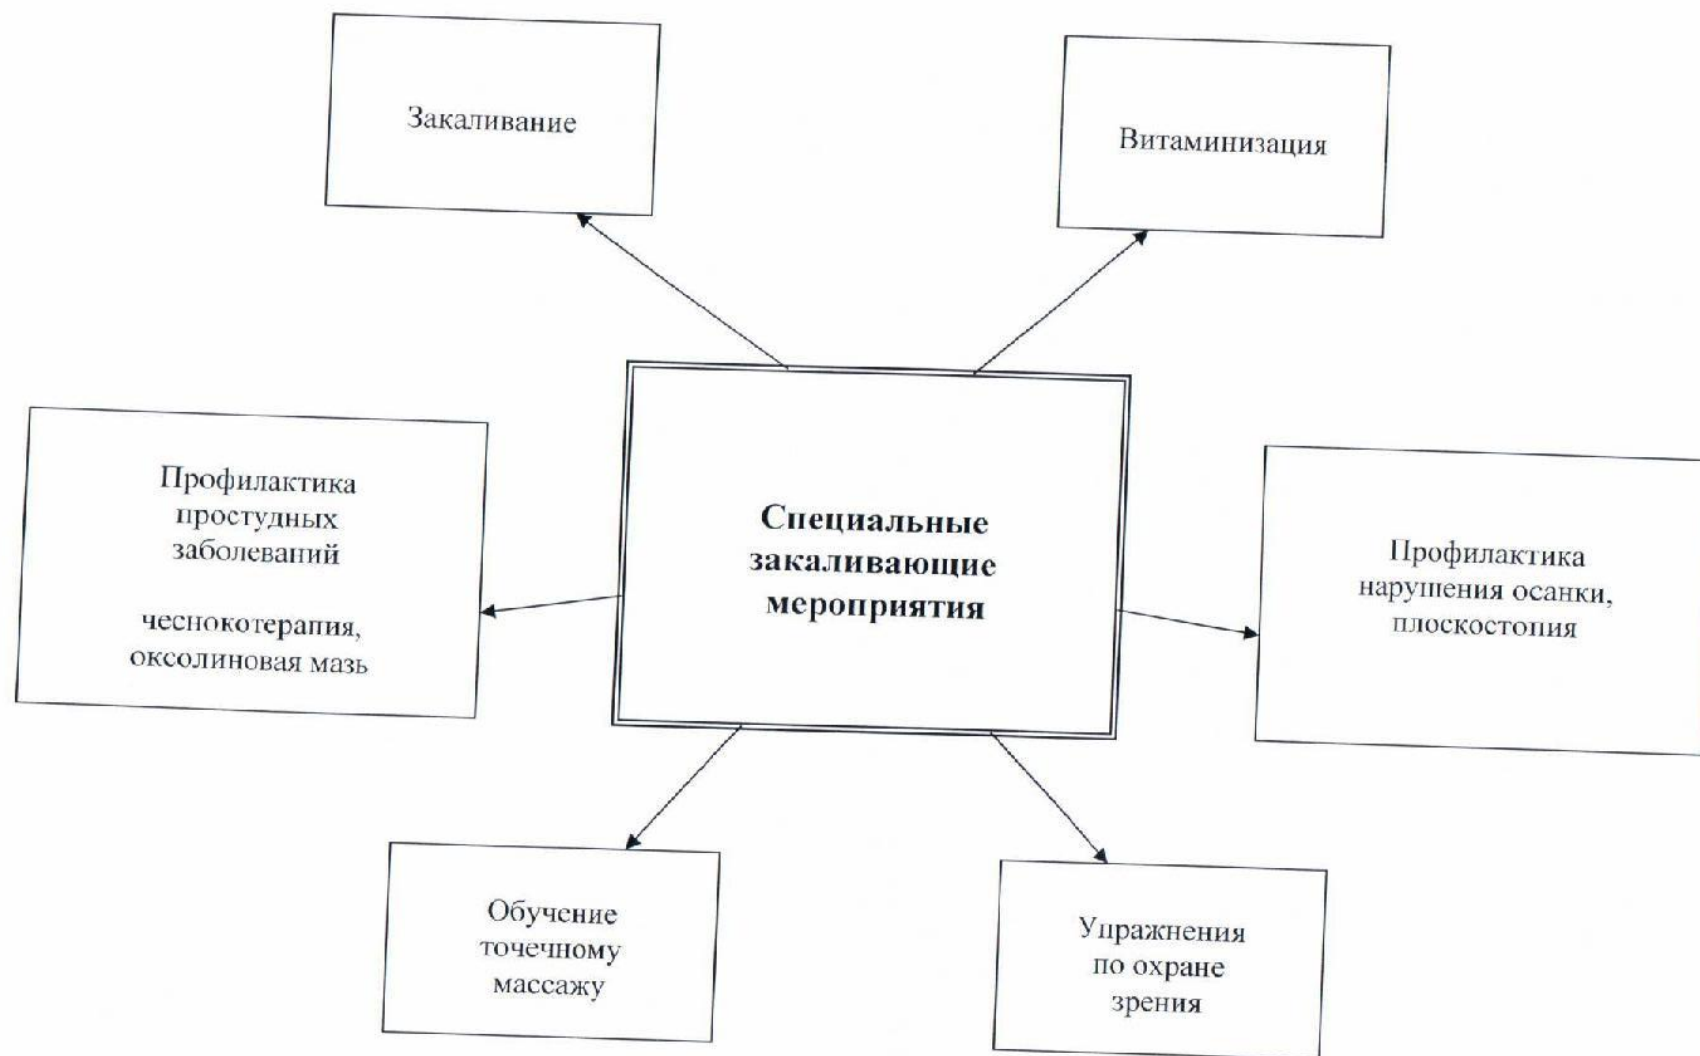 Закаливание
Витаминизация
Профилактика
простудных
заболеваний
чеснокотерапия,
оксолиновая мазь
Специальные
закаливающие
мероприятия
Профилактика
нарушения осанки,
плоскостопия
Обучение
точечному
массажу
Упражнения
по охране
зрения